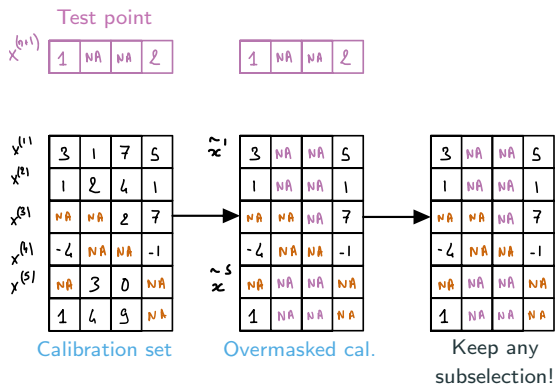 Test point
x^(n+1) 1 NA NA 2 1 NA NA 2
x^(1) 3 1 7 5 x̃^1 3 NA NA 5 3 NA NA 5
x^(2) 1 2 4 1 1 NA NA 1 1 NA NA 1
x^(3) NA NA 2 7 NA NA NA 7 NA NA NA 7
x^(4) -4 NA NA -1 -4 NA NA -1 -4 NA NA -1
x^(5) NA 3 0 NA x̃^5 NA NA NA NA NA NA NA NA
1 4 9 NA 1 NA NA NA 1 NA NA NA
Calibration set Overmasked cal. Keep any
subselection!